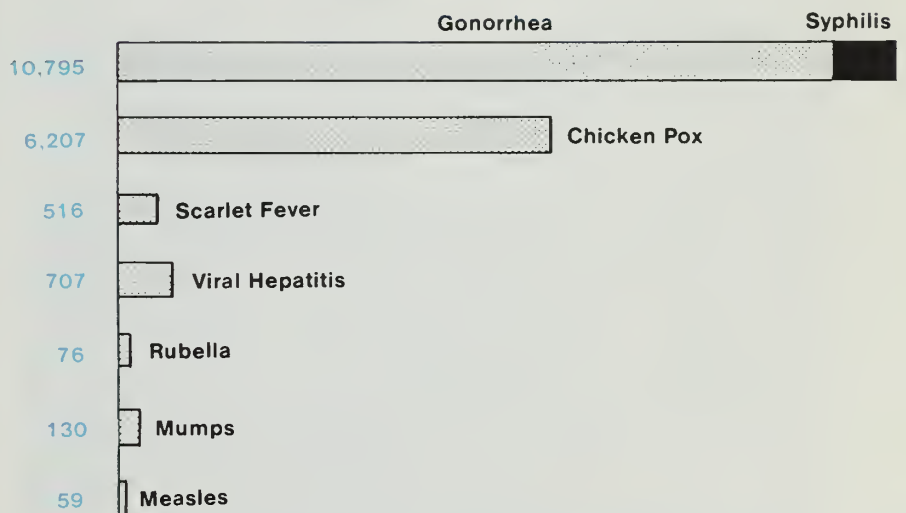 Gonorrhea Syphilis
10,795
6,207 Chicken Pox
516 Scarlet Fever
707 Viral Hepatitis
76 Rubella
130 Mumps
59 Measles